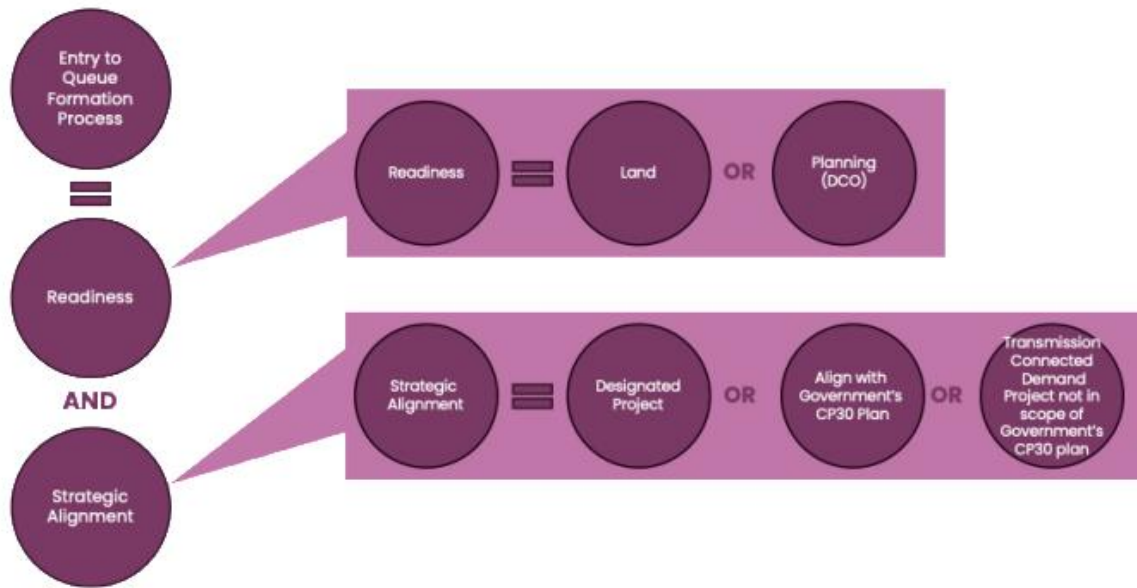 Entry to
Queue
Formation
Process
Readiness
AND
Strategic
Alignment
Readiness
Land
OR
Planning
(DCO)
Strategic
Alignment
Designated
Project
OR
Align with
Government's
CP30 Plan
OR
Transmission
Connected
Demand
Project not in
scope of
Government's
CP30 plan